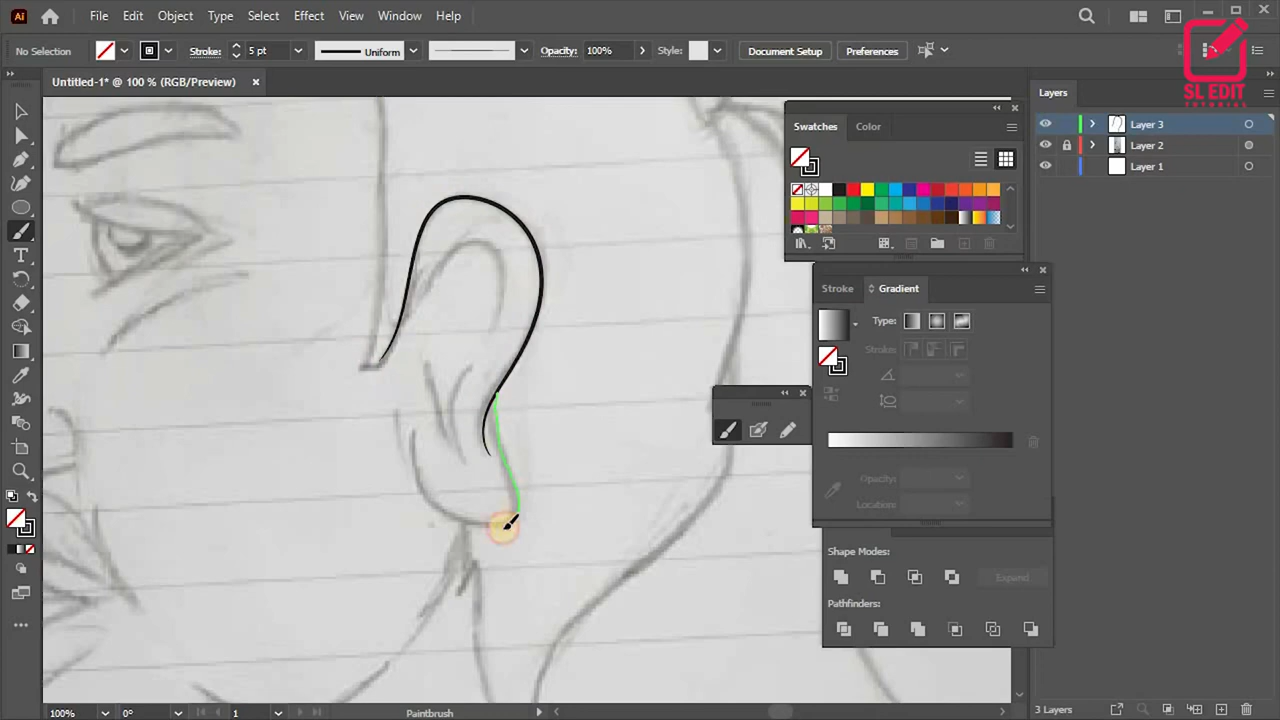 Ai File Edit Object Type Select Effect View Window Help
No Selection Stroke: 5 pt Uniform Opacity: 100% Style: Document Setup Preferences
SL EDIT
TUTORIAL
Untitled-1* @ 100 % (RGB/Preview)
Layers
Layer 3
Layer 2
Layer 1
Swatches Color
Stroke Gradient
Type:
Stroke:
Opacity:
Location:
Shape Modes:
Expand
Pathfinders:
100% 0° 1 Paintbrush
3 Layers